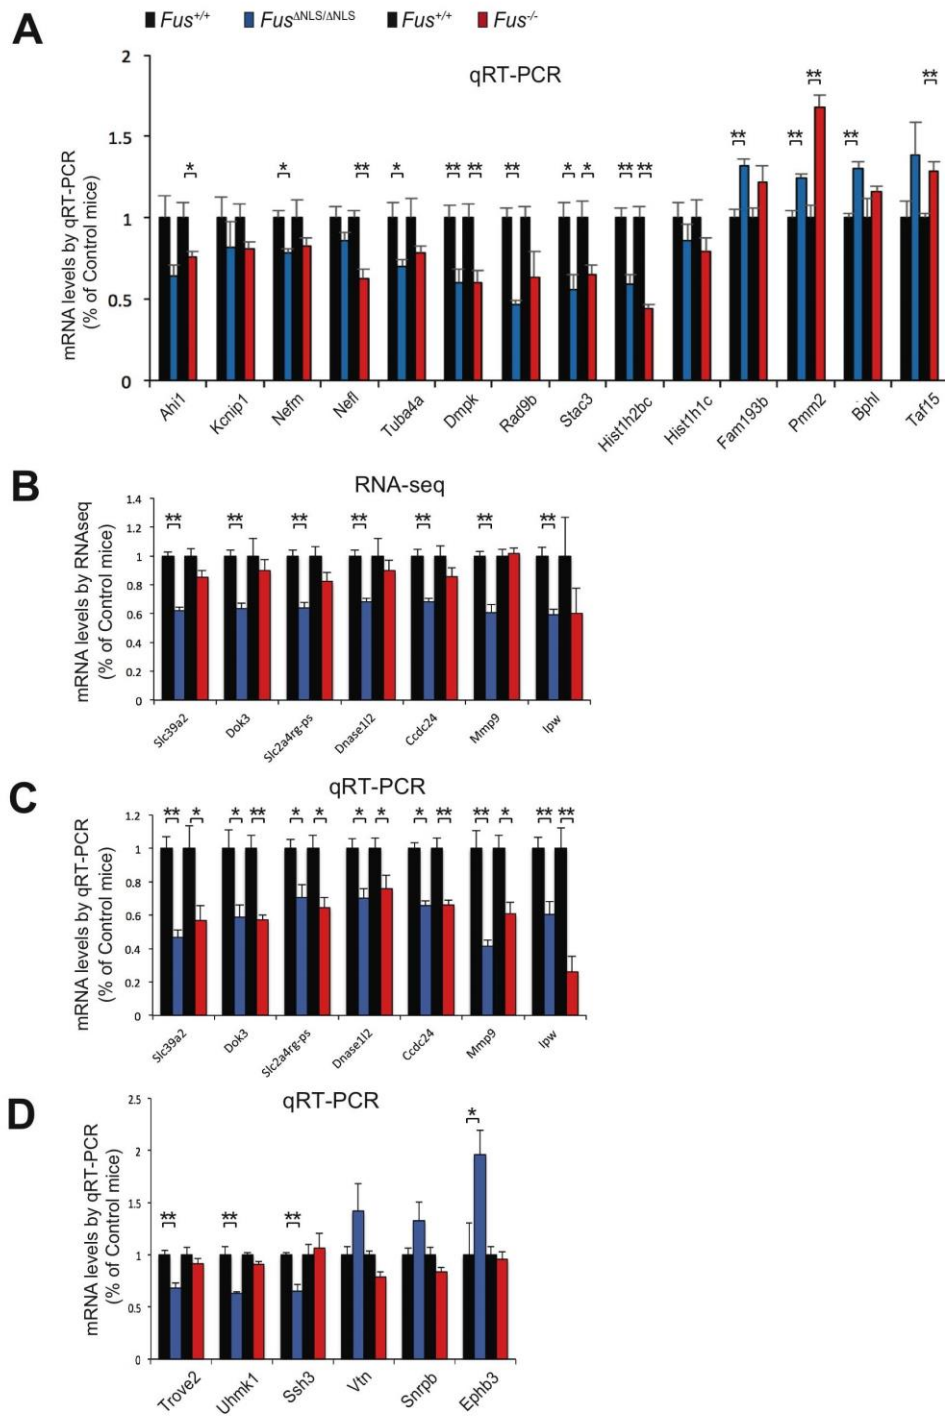 A
Fus+/+ FusΔNLS/ΔNLS Fus+/+ Fus-/-
qRT-PCR
mRNA levels by qRT-PCR
(% of Control mice)
2
1.5
1
0.5
0
* * ** * ** ** ** * * ** ** ** ** ** ** **
Ahi1 Kcnip1 Nefm Nefl Tuba4a Dmpk Rad9b Stac3 Hist1h2bc Hist1h1c Fam193b Pmm2 Bphl Taf15
B
RNA-seq
mRNA levels by RNAseq
(% of Control mice)
1.4
1.2
1
0.8
0.6
0.4
0.2
0
** ** ** ** ** ** **
Slc39a2 Dok3 Slc2a4rg-ps Dnase1l2 Ccdc24 Mmp9 Ipw
C
qRT-PCR
mRNA levels by qRT-PCR
(% of Control mice)
1.2
1
0.8
0.6
0.4
0.2
0
** * * ** * * * * * ** ** * ** **
Slc39a2 Dok3 Slc2a4rg-ps Dnase1l2 Ccdc24 Mmp9 Ipw
D
qRT-PCR
mRNA levels by qRT-PCR
(% of Control mice)
2.5
2
1.5
1
0.5
0
** ** ** *
Trove2 Uhmk1 Ssh3 Vtn Snrpb Ephb3